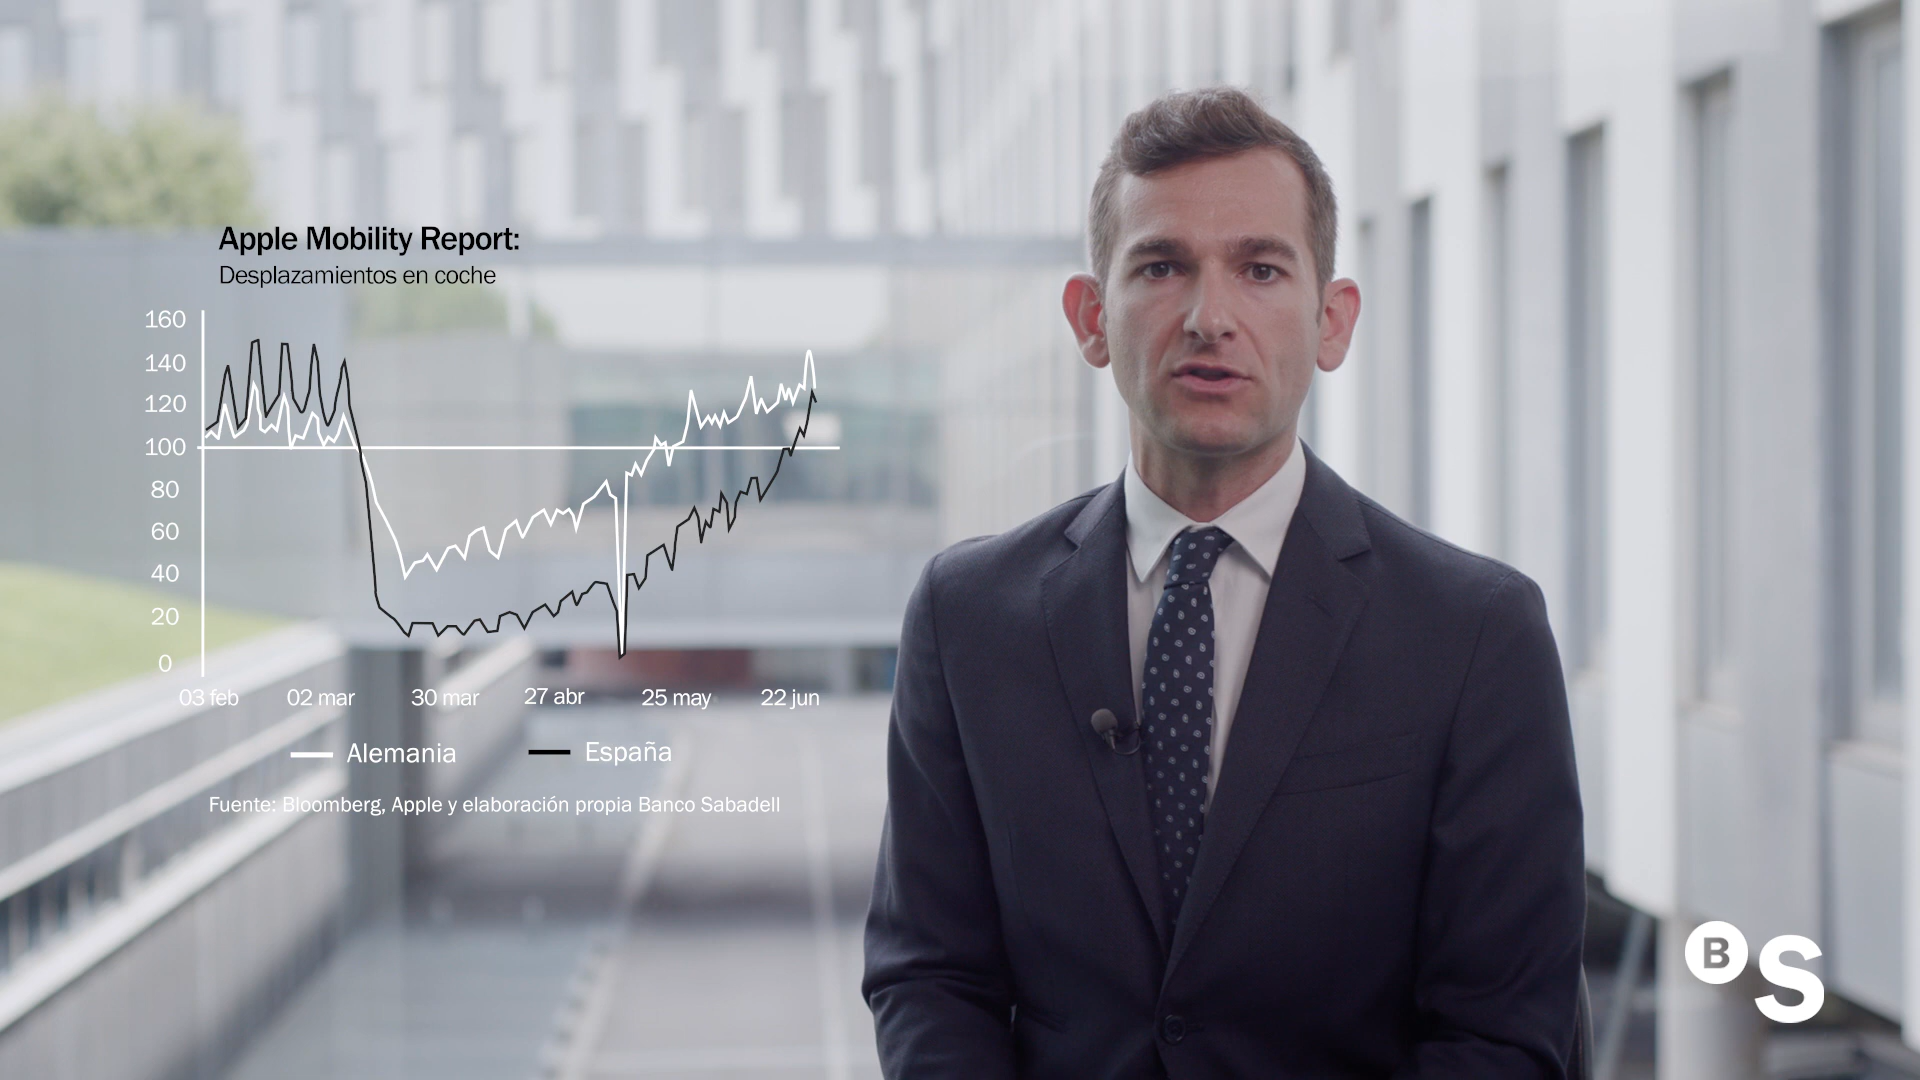 Apple Mobility Report:
Desplazamientos en coche
160
140
120
100
80
60
40
20
0
03 feb 02 mar 30 mar 27 abr 25 may 22 jun
Alemania España
Fuente: Bloomberg, Apple y elaboración propia Banco Sabadell
B S